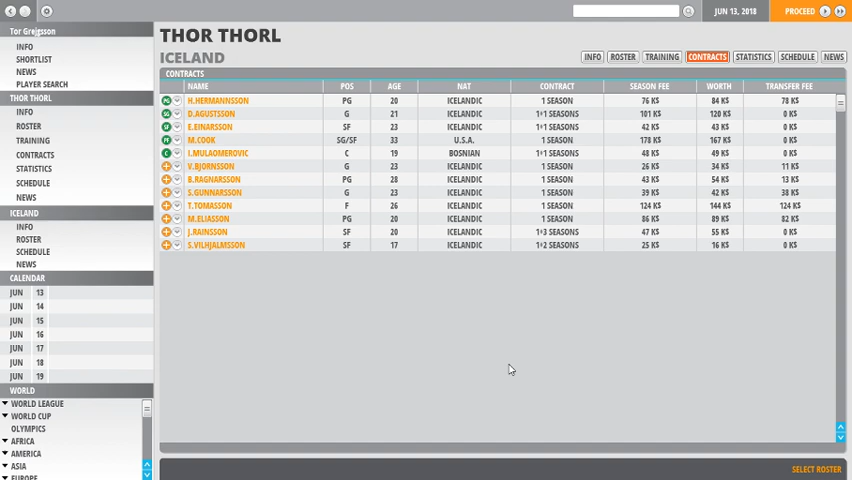 JUN 13, 2018
PROCEED
Tor Grejgsson
INFO
SHORTLIST
NEWS
PLAYER SEARCH
THOR THORL
INFO
ROSTER
TRAINING
CONTRACTS
STATISTICS
SCHEDULE
NEWS
ICELAND
INFO
ROSTER
SCHEDULE
NEWS
CALENDAR
JUN 13
JUN 14
JUN 15
JUN 16
JUN 17
JUN 18
JUN 19
WORLD
WORLD LEAGUE
WORLD CUP
OLYMPICS
AFRICA
AMERICA
ASIA
EUROPE
THOR THORL
ICELAND
INFO ROSTER TRAINING CONTRACTS STATISTICS SCHEDULE NEWS
CONTRACTS
NAME POS AGE NAT CONTRACT SEASON FEE WORTH TRANSFER FEE
PG H.HERMANNSSON PG 20 ICELANDIC 1 SEASON 76 K$ 84 K$ 78 K$
SG D.AGUSTSSON G 21 ICELANDIC 1+1 SEASONS 101 K$ 120 K$ 0 K$
SF E.EINARSSON SF 23 ICELANDIC 1+1 SEASONS 42 K$ 43 K$ 0 K$
PF M.COOK SG/SF 33 U.S.A. 1 SEASON 178 K$ 167 K$ 0 K$
C I.MULAOMEROVIC C 19 BOSNIAN 1+1 SEASONS 48 K$ 49 K$ 0 K$
V.BJORNSSON G 23 ICELANDIC 1 SEASON 26 K$ 34 K$ 11 K$
B.RAGNARSSON PG 28 ICELANDIC 1 SEASON 43 K$ 54 K$ 13 K$
S.GUNNARSSON G 23 ICELANDIC 1 SEASON 39 K$ 42 K$ 38 K$
T.TOMASSON F 26 ICELANDIC 1 SEASON 124 K$ 144 K$ 124 K$
M.ELIASSON PG 20 ICELANDIC 1 SEASON 86 K$ 89 K$ 82 K$
J.RAINSSON SF 20 ICELANDIC 1+3 SEASONS 47 K$ 55 K$ 0 K$
S.VILHJALMSSON SF 17 ICELANDIC 1+2 SEASONS 25 K$ 16 K$ 0 K$
SELECT ROSTER